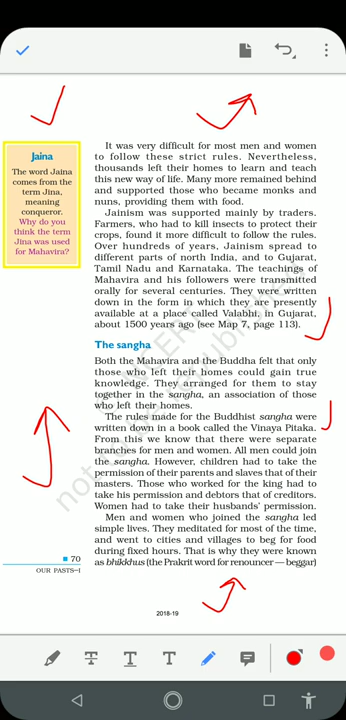 It was very difficult for most men and women
to follow these strict rules. Nevertheless,
thousands left their homes to learn and teach
this new way of life. Many more remained behind
and supported those who became monks and
nuns, providing them with food.
Jainism was supported mainly by traders.
Farmers, who had to kill insects to protect their
crops, found it more difficult to follow the rules.
Over hundreds of years, Jainism spread to
different parts of north India, and to Gujarat,
Tamil Nadu and Karnataka. The teachings of
Mahavira and his followers were transmitted
orally for several centuries. They were written
down in the form in which they are presently
available at a place called Valabhi, in Gujarat,
about 1500 years ago (see Map 7, page 113).
Jaina
The word Jaina
comes from the
term Jina,
meaning
conqueror.
Why do you
think the term
Jina was used
for Mahavira?
The sangha
Both the Mahavira and the Buddha felt that only
those who left their homes could gain true
knowledge. They arranged for them to stay
together in the sangha, an association of those
who left their homes.
The rules made for the Buddhist sangha were
written down in a book called the Vinaya Pitaka.
From this we know that there were separate
branches for men and women. All men could join
the sangha. However, children had to take the
permission of their parents and slaves that of their
masters. Those who worked for the king had to
take his permission and debtors that of creditors.
Women had to take their husbands' permission.
Men and women who joined the sangha led
simple lives. They meditated for most of the time,
and went to cities and villages to beg for food
during fixed hours. That is why they were known
as bhikkhus (the Prakrit word for renouncer — beggar)
70
OUR PASTS–I
2018-19
T
T
T